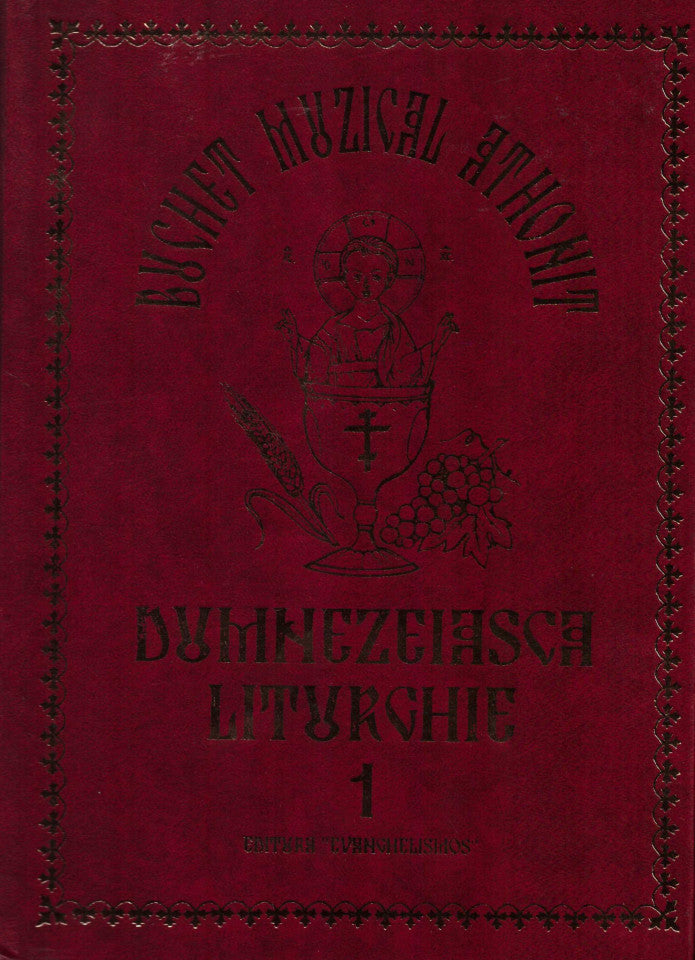 BUCHET MUZICAL ATHONIT
DUMNEZEIASCA
LITURGHIE
1
EDITURA "EVANGHELISMOS"